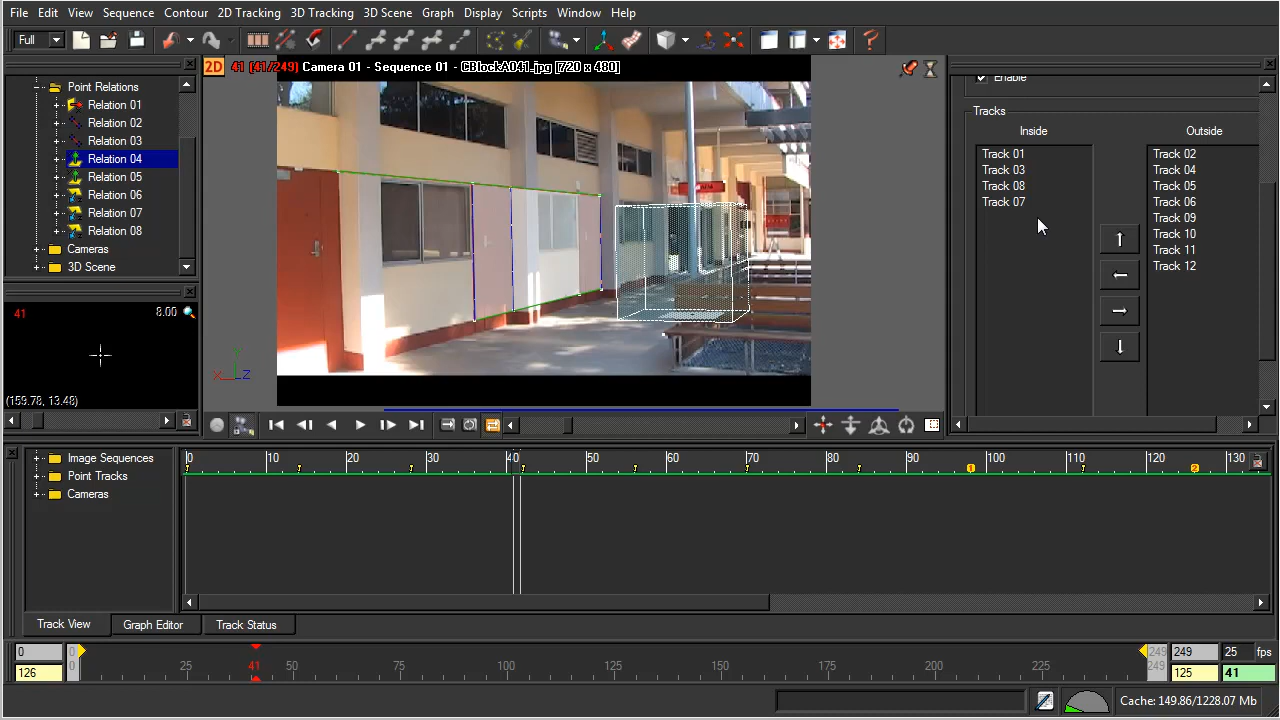 File Edit View Sequence Contour 2D Tracking 3D Tracking 3D Scene Graph Display Scripts Window Help
Full
2D 41 (41/249) Camera 01 - Sequence 01 - CBlockA041.jpg [720 x 480]
Point Relations
Relation 01
Relation 02
Relation 03
Relation 04
Relation 05
Relation 06
Relation 07
Relation 08
Cameras
3D Scene
41 8.00
(159.78, 13.48)
X Z
Enable
Tracks
Inside Outside
Track 01
Track 03
Track 08
Track 07
Track 02
Track 04
Track 05
Track 06
Track 09
Track 10
Track 11
Track 12
Image Sequences
Point Tracks
Cameras
0 10 20 30 40 50 60 70 80 90 100 110 120 130
1 2
Track View Graph Editor Track Status
0 0 249 249 25 fps
126 0 25 41 50 75 100 125 150 175 200 225 249 125 41
Cache: 149.86/1228.07 Mb